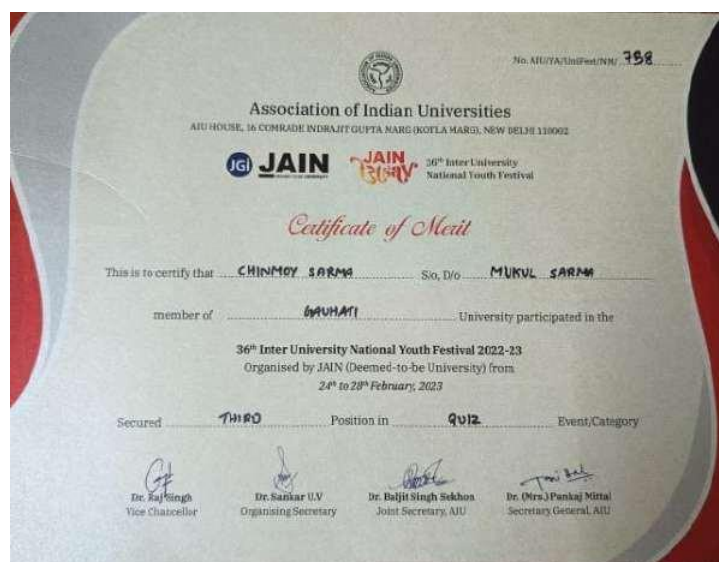 No. AIU/YA/UniFest/NN/ 758
Association of Indian Universities
AIU HOUSE, 16 COMRADE INDRAJIT GUPTA MARG (KOTLA MARG), NEW DELHI 110002
JGi JAIN
JAIN
36th Inter University
National Youth Festival
Certificate of Merit
This is to certify that CHINMOY SARMA S/o, D/o MUKUL SARMA
member of GAUHATI University participated in the
36th Inter University National Youth Festival 2022-23
Organised by JAIN (Deemed-to-be University) from
24th to 28th February, 2023
Secured THIRD Position in QUIZ Event/Category
Dr. Raj Singh Dr. Sankar U.V Dr. Baljit Singh Sekhon Dr. (Mrs.) Pankaj Mittal
Vice Chancellor Organising Secretary Joint Secretary, AIU Secretary General, AIU